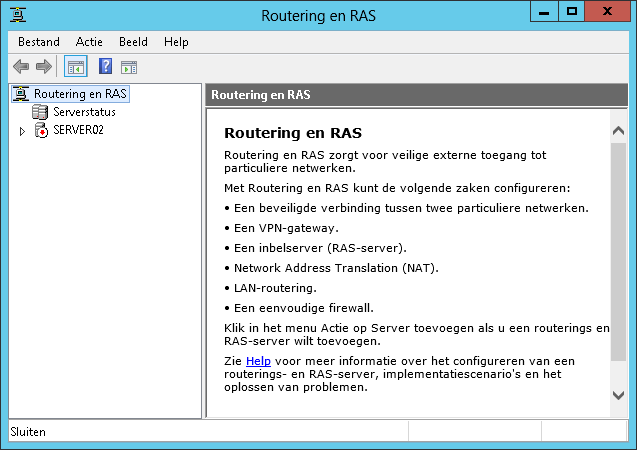 Routering en RAS
Bestand Actie Beeld Help
Routering en RAS
Serverstatus
SERVER02
Routering en RAS
Routering en RAS
Routering en RAS zorgt voor veilige externe toegang tot
particuliere netwerken.
Met Routering en RAS kunt de volgende zaken configureren:
• Een beveiligde verbinding tussen twee particuliere netwerken.
• Een VPN-gateway.
• Een inbelserver (RAS-server).
• Network Address Translation (NAT).
• LAN-routering.
• Een eenvoudige firewall.
Klik in het menu Actie op Server toevoegen als u een routerings en
RAS-server wilt toevoegen.
Zie Help voor meer informatie over het configureren van een
routerings- en RAS-server, implementatiescenario's en het
oplossen van problemen.
Sluiten